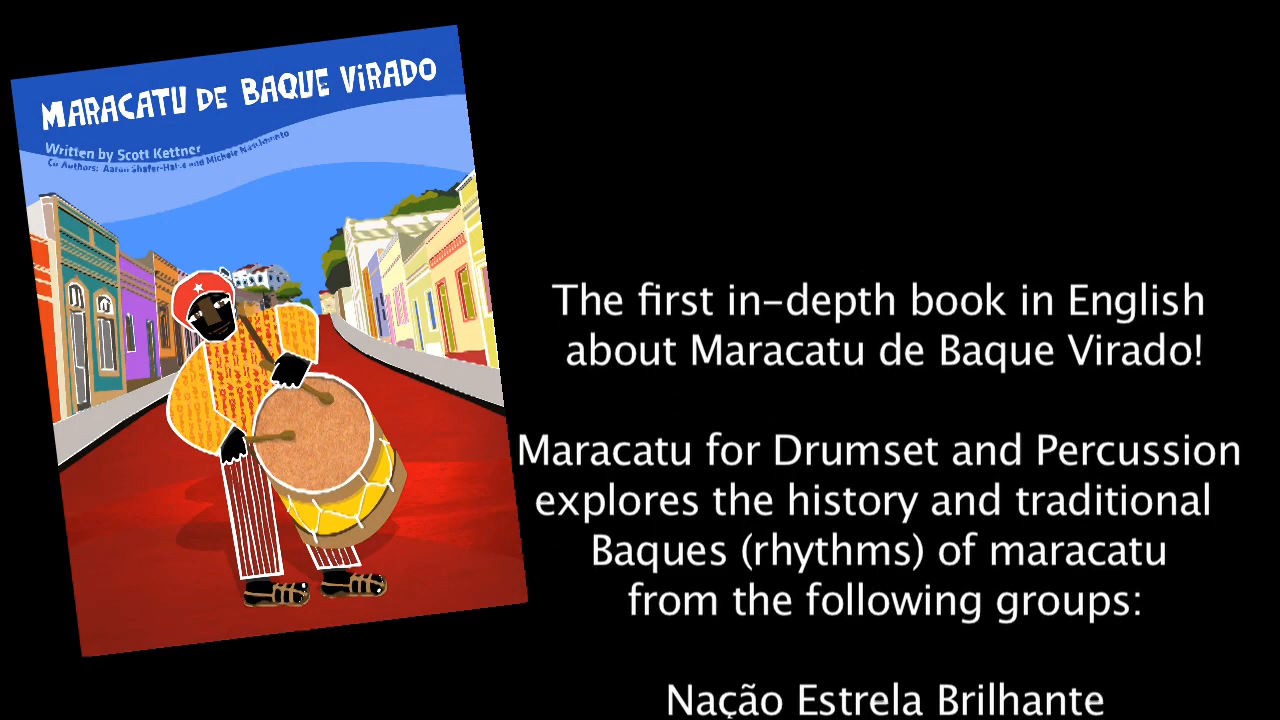 MARACATU DE BAQUE VIRADO
Written by Scott Kettner
Co Authors: Aaron Shafer-Haiss and Michele Nascimento
The first in-depth book in English
about Maracatu de Baque Virado!
Maracatu for Drumset and Percussion
explores the history and traditional
Baques (rhythms) of maracatu
from the following groups:
Nação Estrela Brilhante